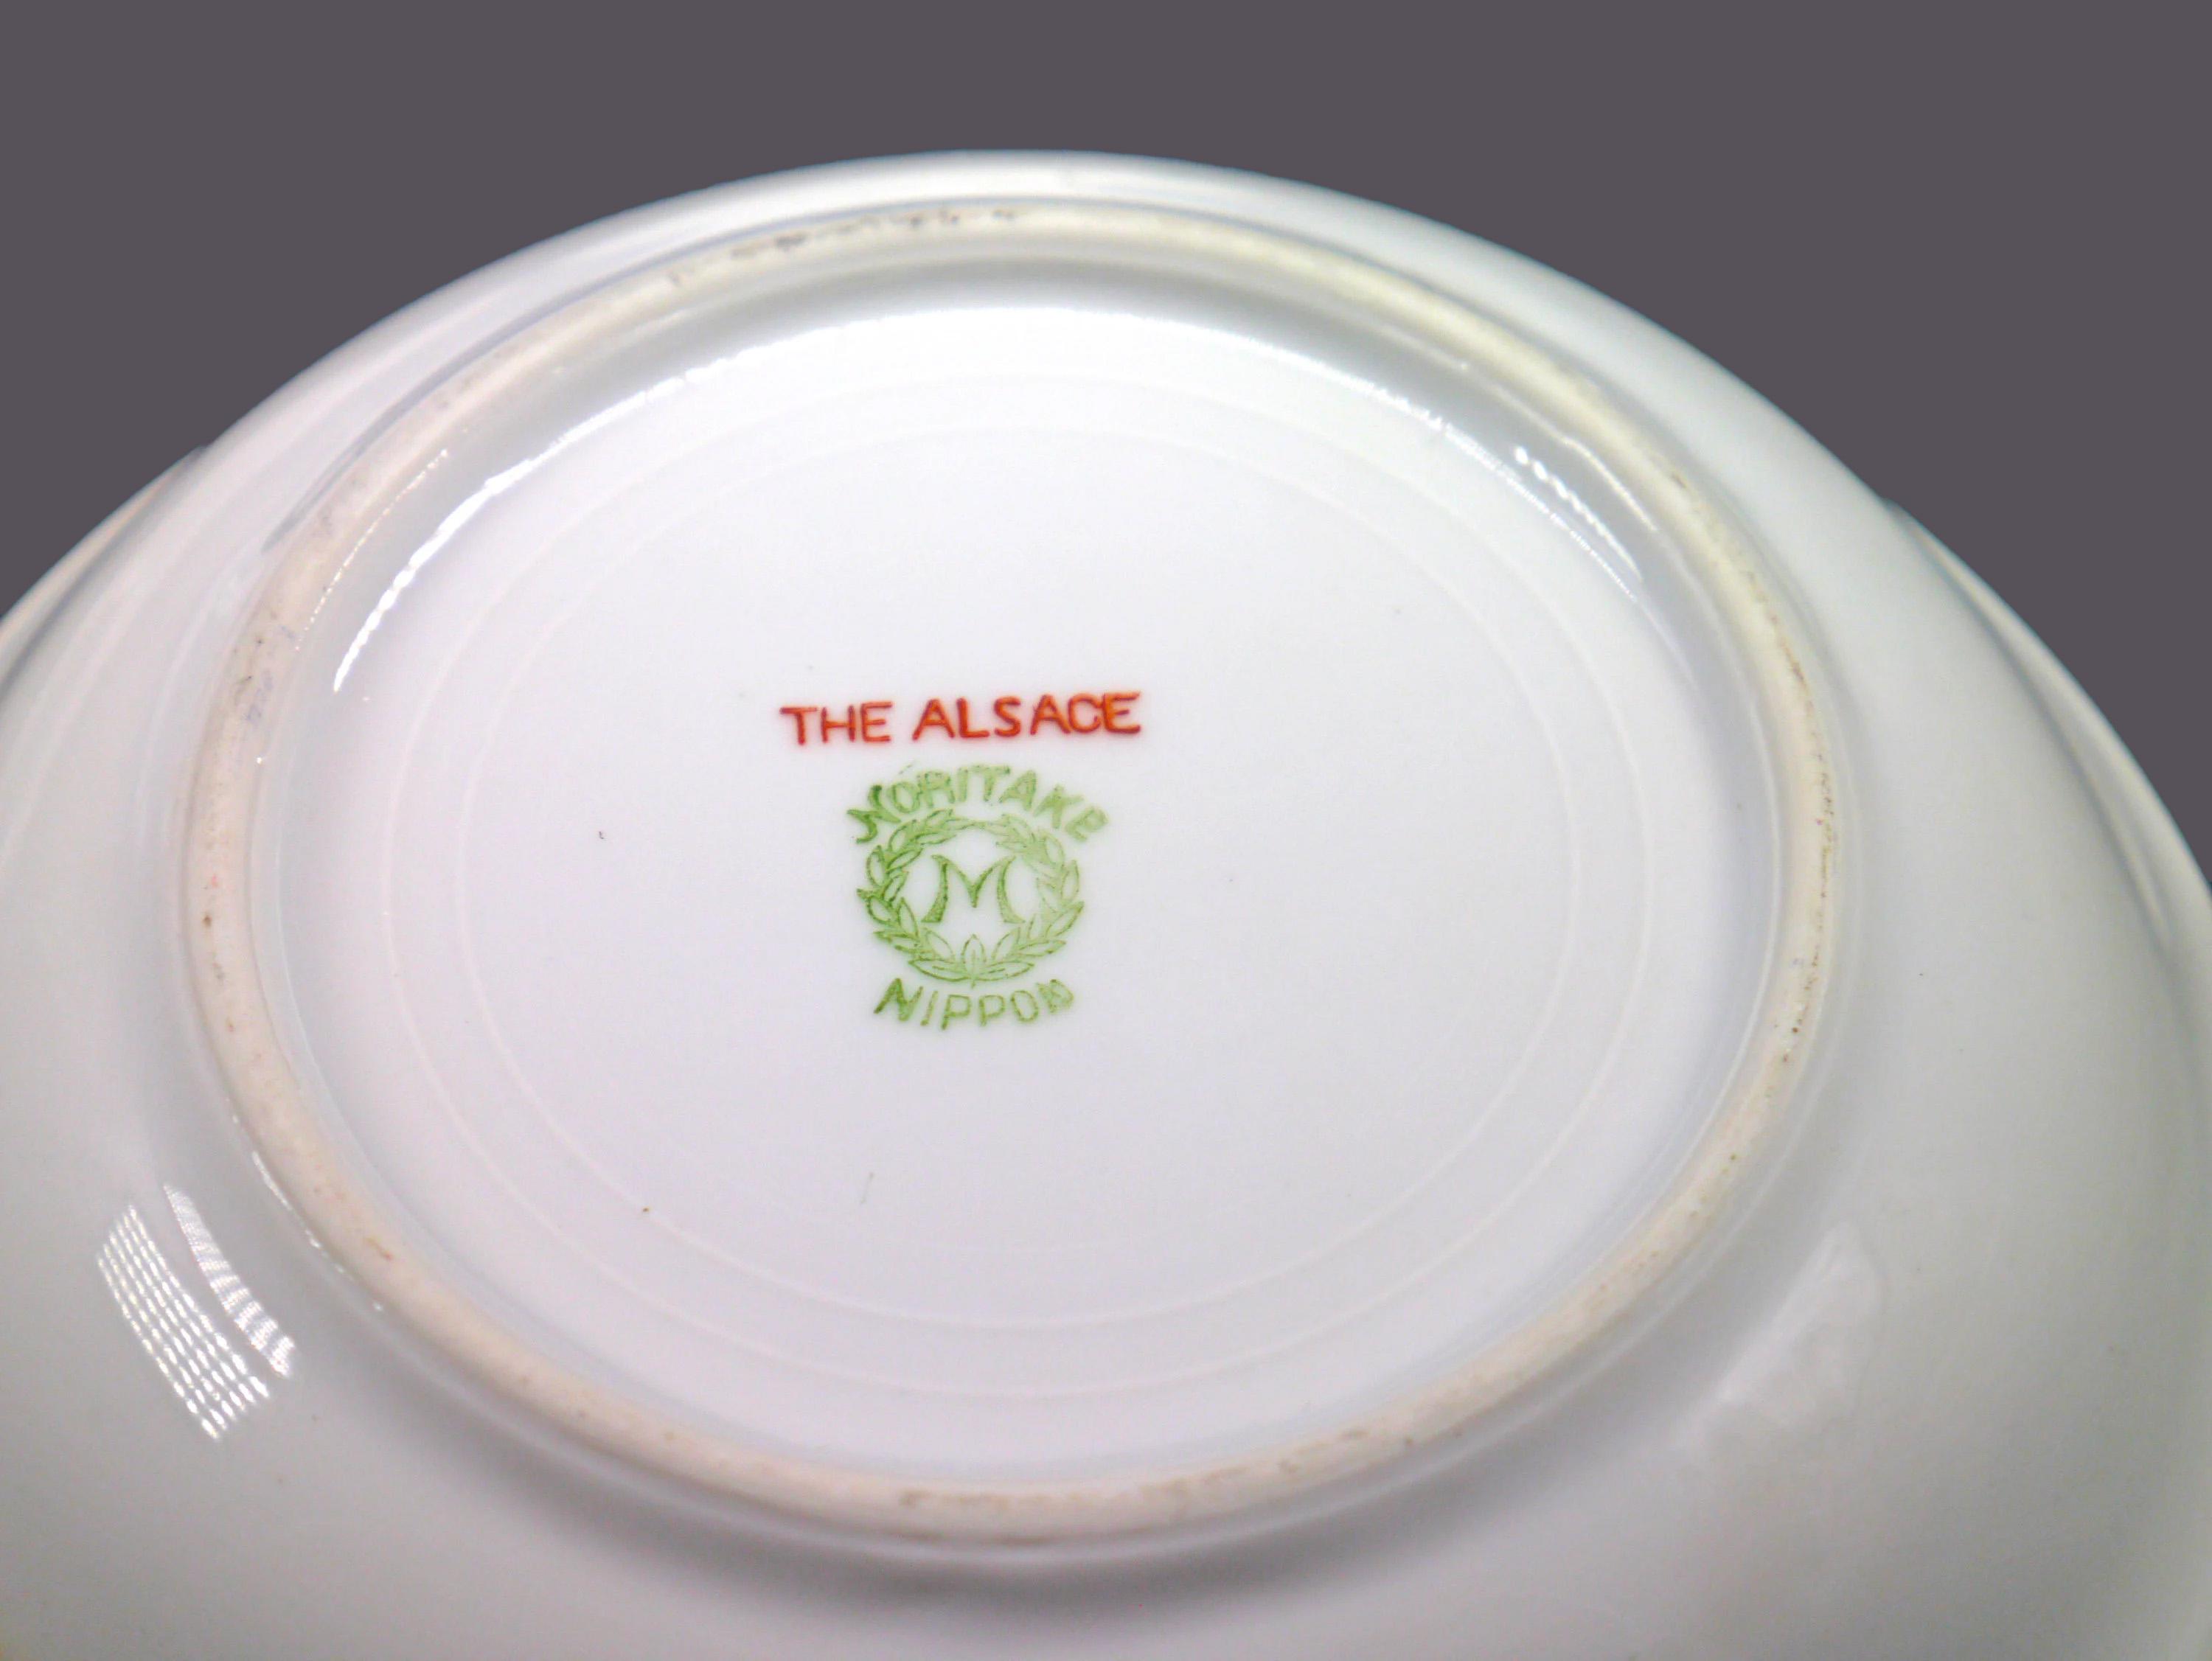 THE ALSACE
NORITAKE
M
NIPPON